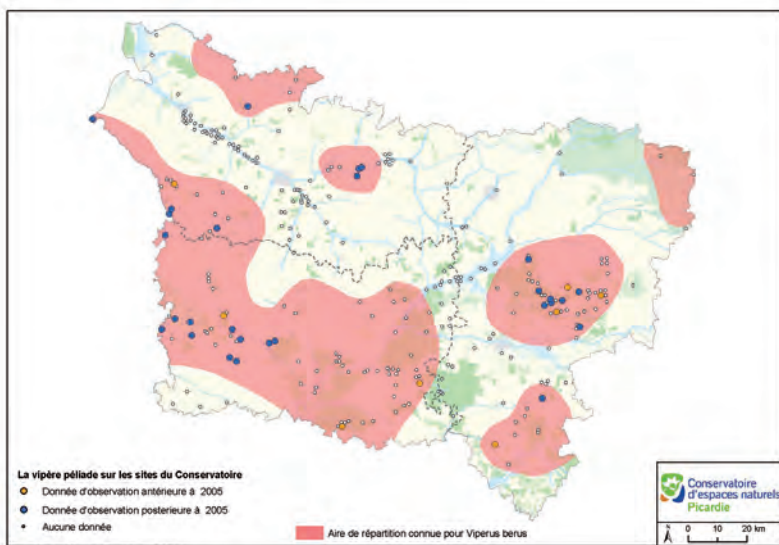 La vipère péliade sur les sites du Conservatoire
Donnée d'observation antérieure à 2005
Donnée d'observation posterieure à 2005
Aucune donnée
Aire de répartition connue pour Viperus berus
Conservatoire
d'espaces naturels
Picardie
N
0 10 20 km